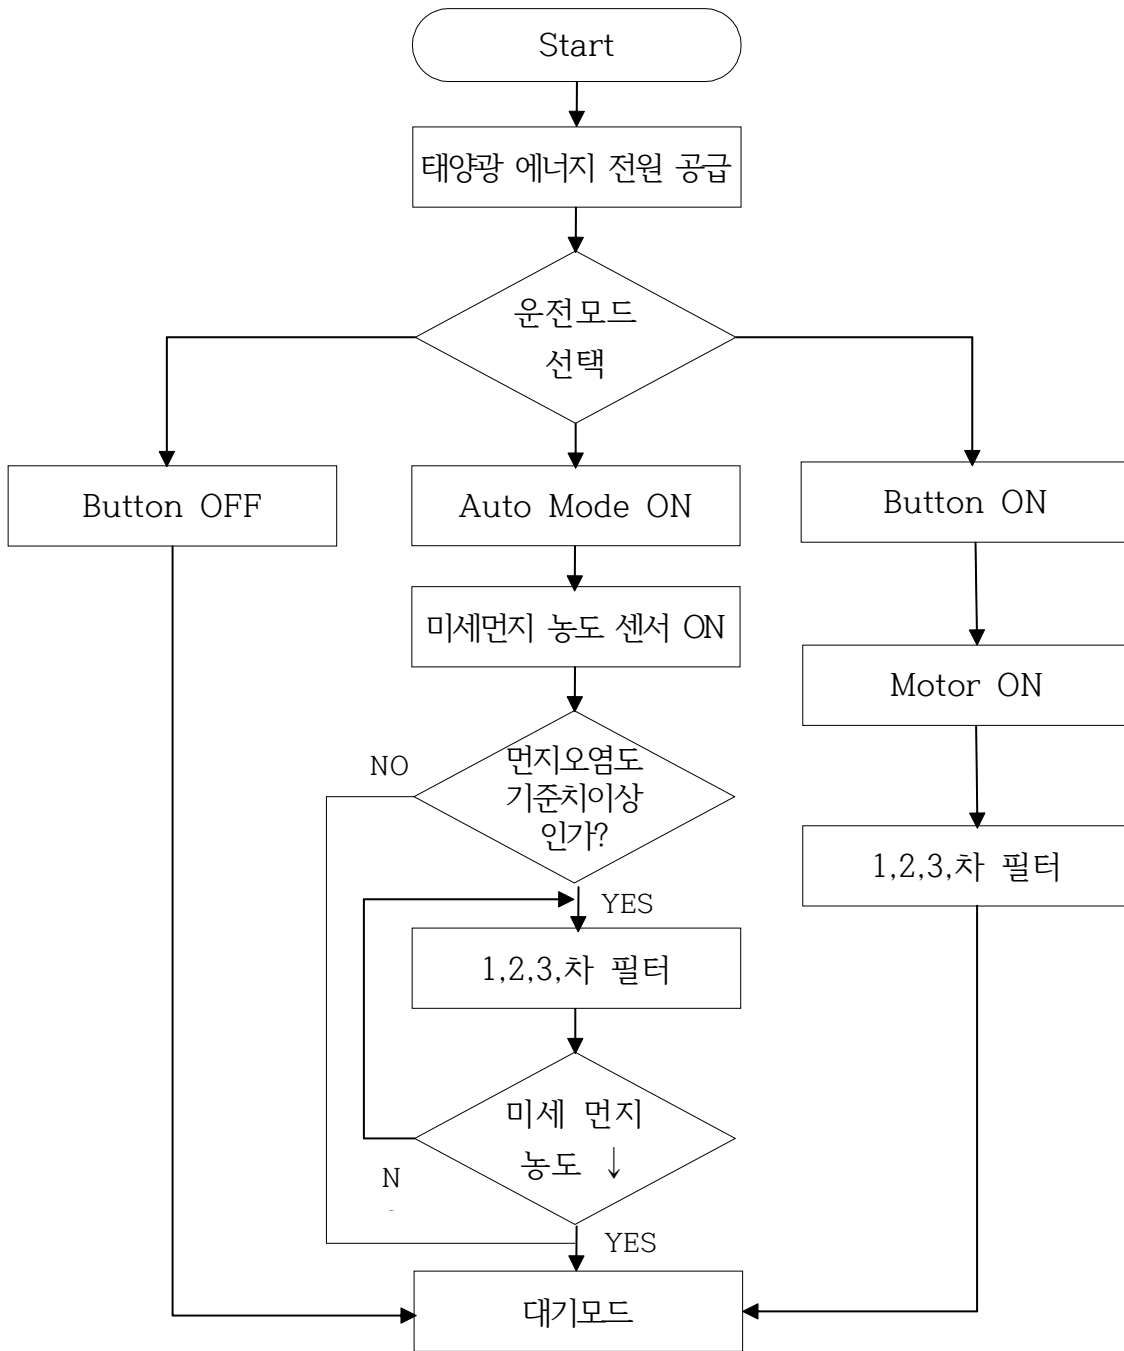 Start
태양광 에너지 전원 공급
운전모드
선택
Button OFF
Auto Mode ON
Button ON
미세먼지 농도 센서 ON
Motor ON
NO
먼지오염도
기준치이상
인가?
1,2,3,차 필터
YES
1,2,3,차 필터
미세 먼지
농도 ↓
N
YES
대기모드